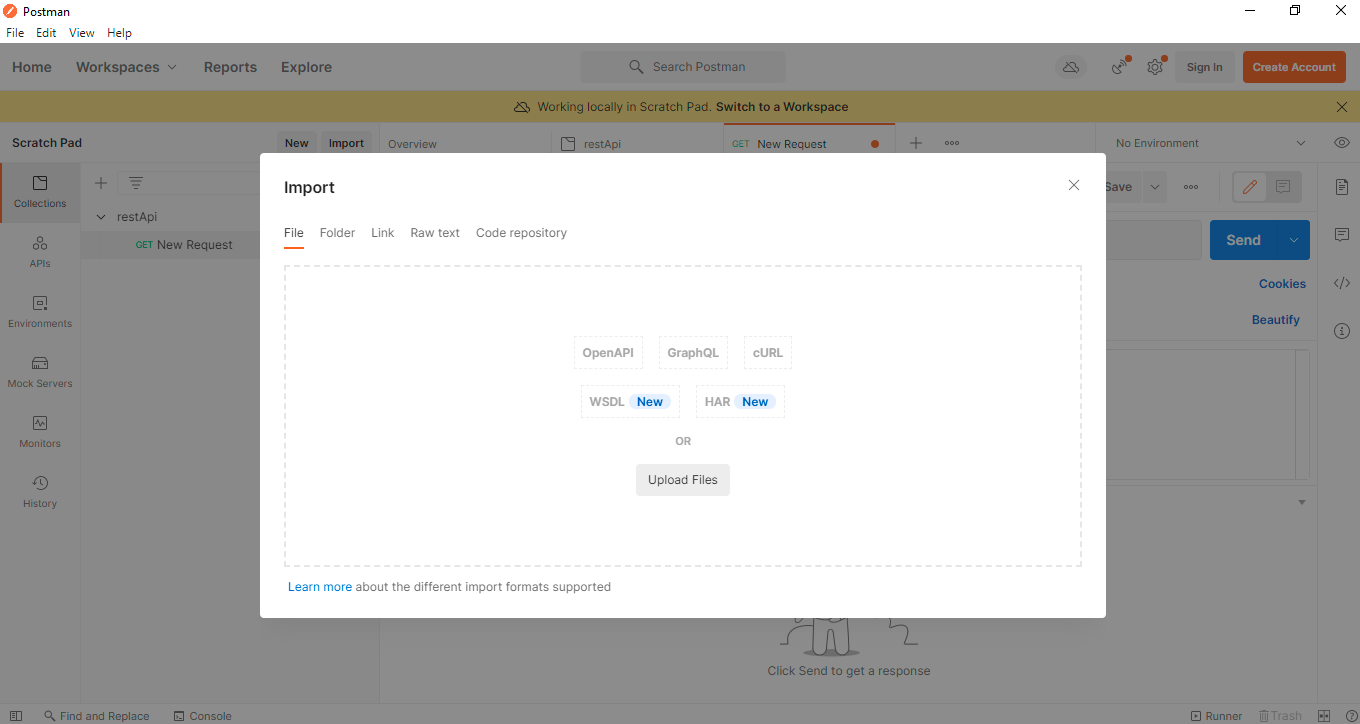 Postman
File Edit View Help
Home Workspaces Reports Explore Search Postman Sign In Create Account
Working locally in Scratch Pad. Switch to a Workspace
Scratch Pad New Import Overview restApi GET New Request No Environment
Import
Save
Collections
restApi
GET New Request
File Folder Link Raw text Code repository
Send
APIs
Cookies
Environments
Beautify
OpenAPI GraphQL cURL
Mock Servers
WSDL New HAR New
OR
Monitors
Upload Files
History
Learn more about the different import formats supported
Click Send to get a response
Find and Replace Console Runner Trash